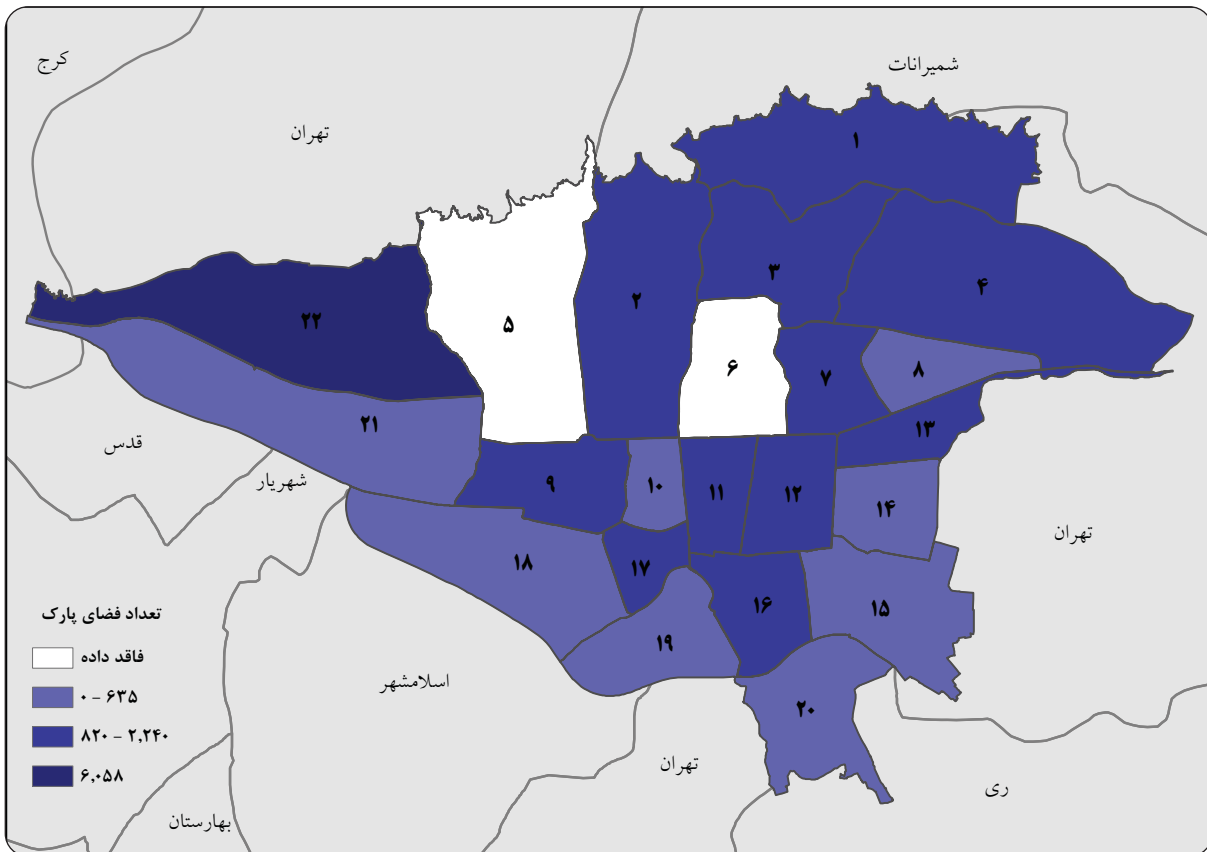 کرج
شمیرانات
تهران
۱
۳
۴
۲
۲۲
۵
۶
۷
۸
۲۱
۱۳
قدس
شهریار
۹
۱۰
۱۱
۱۲
۱۴
تهران
۱۸
۱۷
۱۶
۱۵
۱۹
اسلامشهر
۲۰
تهران
ری
بهارستان
تعداد فضای پارک
فاقد داده
۰ - ۶۳۵
۸۲۰ - ۲,۲۴۰
۶,۰۵۸